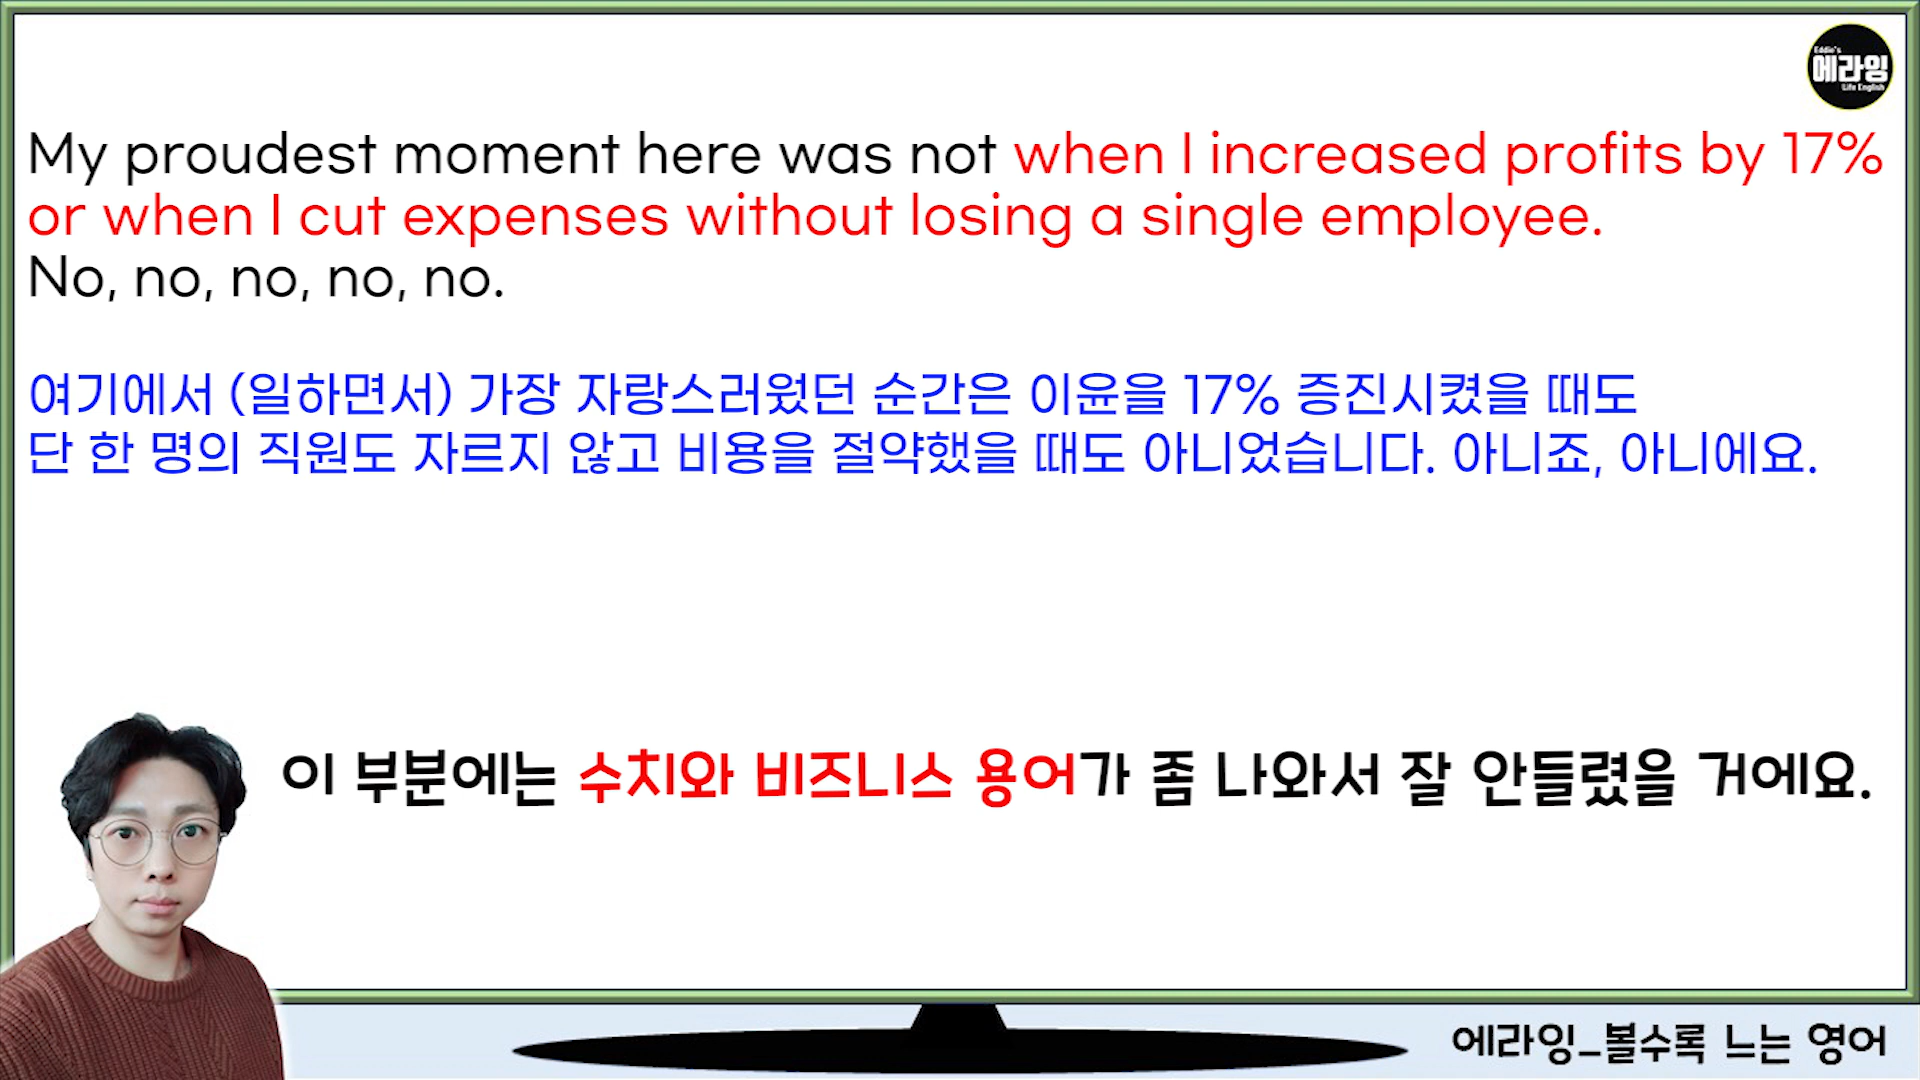 Eddie's
에라잉
Life English
My proudest moment here was not when I increased profits by 17%
or when I cut expenses without losing a single employee.
No, no, no, no, no.
여기에서 (일하면서) 가장 자랑스러웠던 순간은 이윤을 17% 증진시켰을 때도
단 한 명의 직원도 자르지 않고 비용을 절약했을 때도 아니었습니다. 아니죠, 아니에요.
이 부분에는 수치와 비즈니스 용어가 좀 나와서 잘 안들렸을 거에요.
에라잉_볼수록 느는 영어